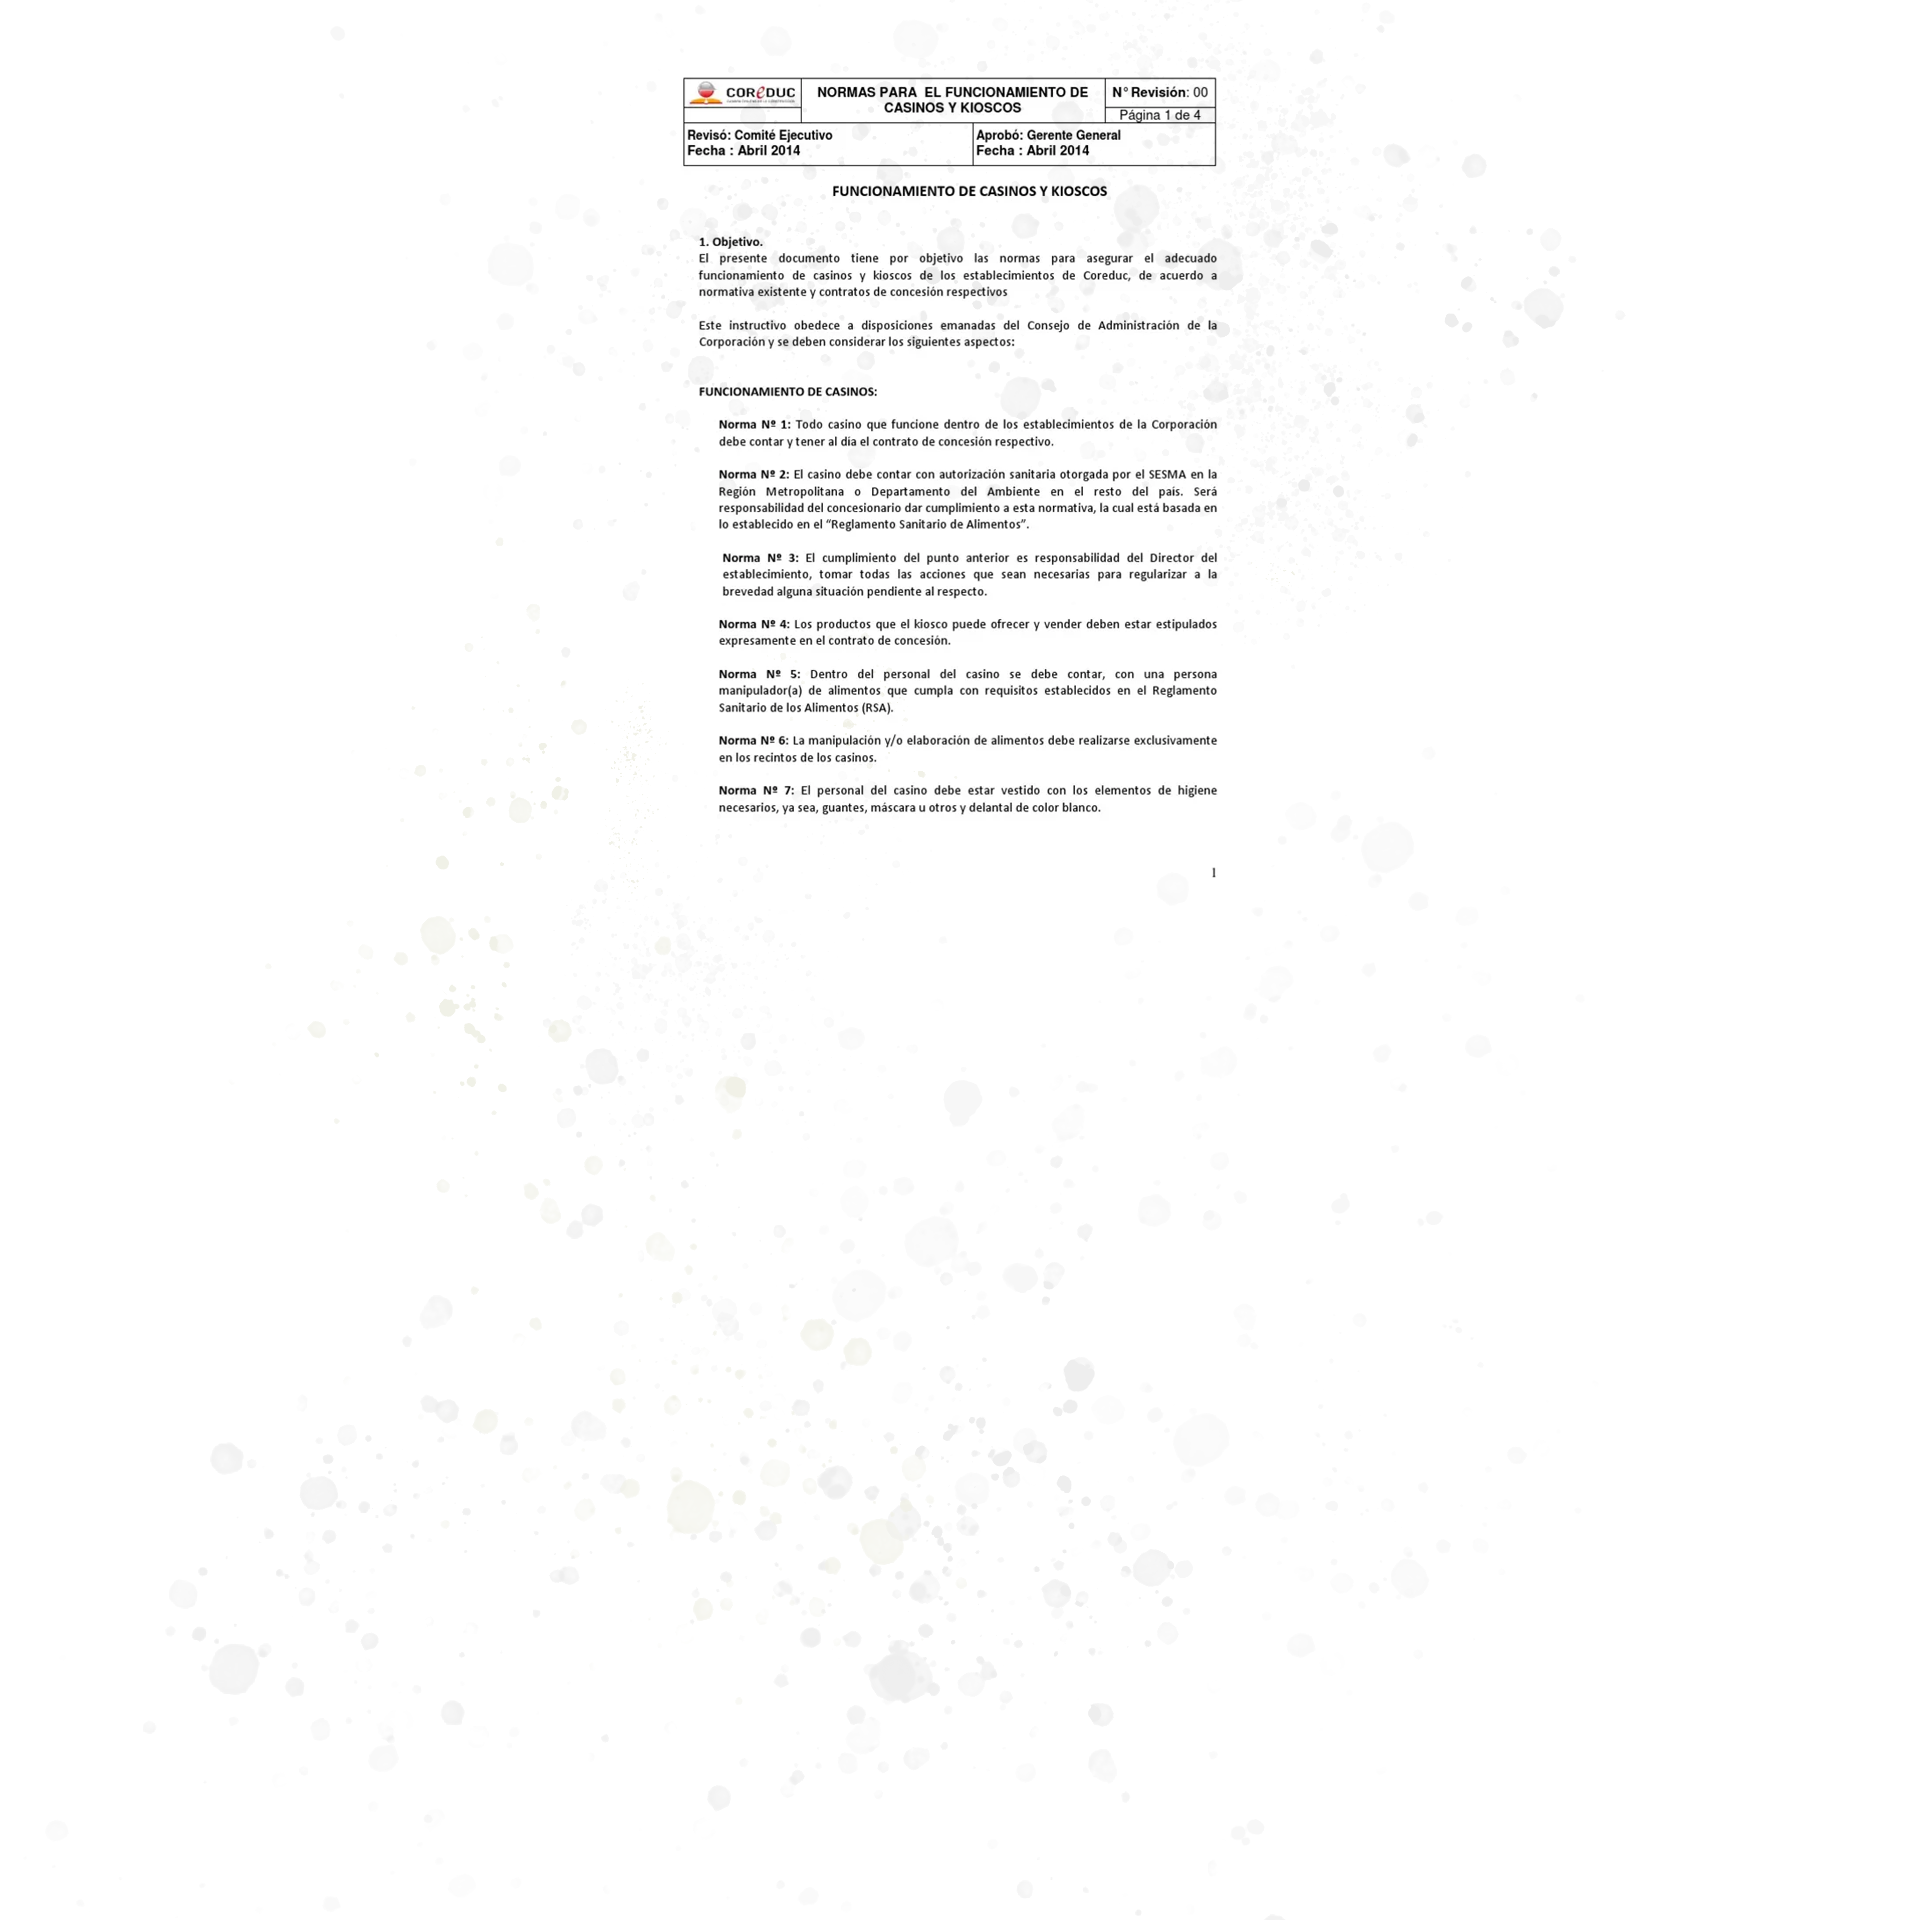 COReDUC
NORMAS PARA EL FUNCIONAMIENTO DE
CASINOS Y KIOSCOS
N° Revisión: 00
Página 1 de 4
Revisó: Comité Ejecutivo
Fecha : Abril 2014
Aprobó: Gerente General
Fecha : Abril 2014
FUNCIONAMIENTO DE CASINOS Y KIOSCOS
1. Objetivo.
El presente documento tiene por objetivo las normas para asegurar el adecuado
funcionamiento de casinos y kioscos de los establecimientos de Coreduc, de acuerdo a
normativa existente y contratos de concesión respectivos
Este instructivo obedece a disposiciones emanadas del Consejo de Administración de la
Corporación y se deben considerar los siguientes aspectos:
FUNCIONAMIENTO DE CASINOS:
Norma Nº 1: Todo casino que funcione dentro de los establecimientos de la Corporación
debe contar y tener al día el contrato de concesión respectivo.
Norma Nº 2: El casino debe contar con autorización sanitaria otorgada por el SESMA en la
Región Metropolitana o Departamento del Ambiente en el resto del país. Será
responsabilidad del concesionario dar cumplimiento a esta normativa, la cual está basada en
lo establecido en el “Reglamento Sanitario de Alimentos”.
Norma Nº 3: El cumplimiento del punto anterior es responsabilidad del Director del
establecimiento, tomar todas las acciones que sean necesarias para regularizar a la
brevedad alguna situación pendiente al respecto.
Norma Nº 4: Los productos que el kiosco puede ofrecer y vender deben estar estipulados
expresamente en el contrato de concesión.
Norma Nº 5: Dentro del personal del casino se debe contar, con una persona
manipulador(a) de alimentos que cumpla con requisitos establecidos en el Reglamento
Sanitario de los Alimentos (RSA).
Norma Nº 6: La manipulación y/o elaboración de alimentos debe realizarse exclusivamente
en los recintos de los casinos.
Norma Nº 7: El personal del casino debe estar vestido con los elementos de higiene
necesarios, ya sea, guantes, máscara u otros y delantal de color blanco.
1